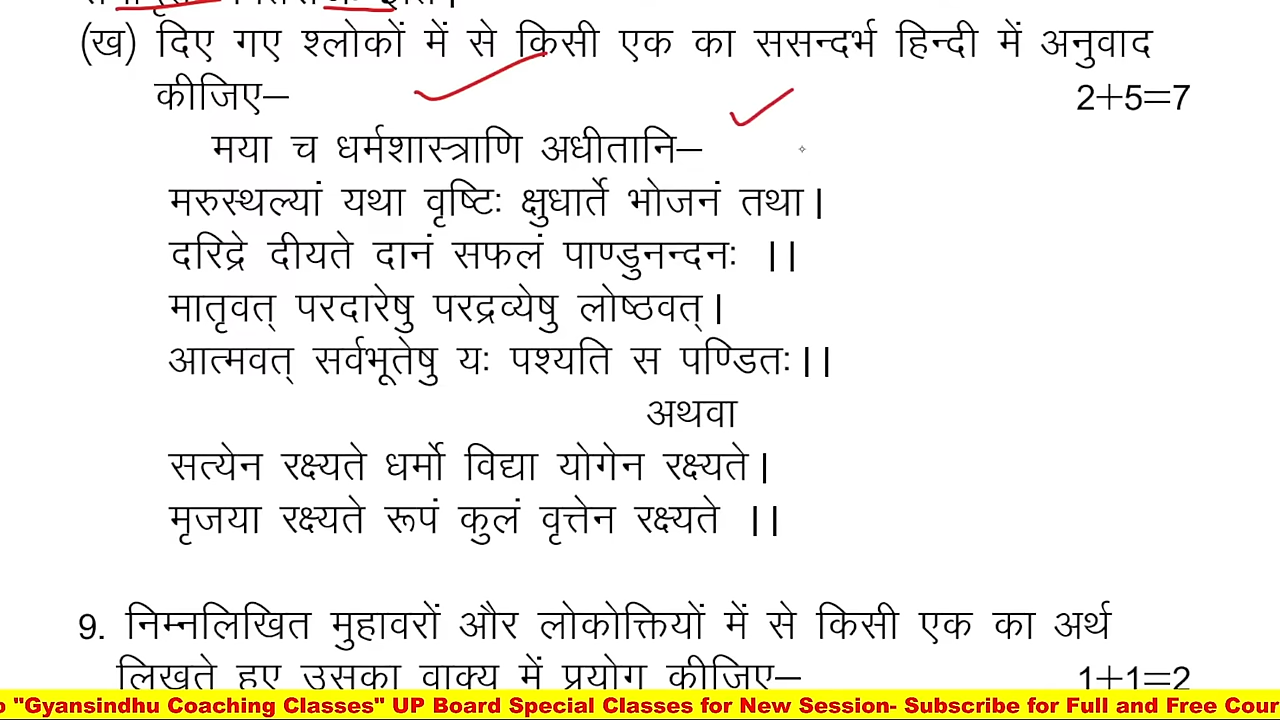 (ख) दिए गए श्लोकों में से किसी एक का ससन्दर्भ हिन्दी में अनुवाद
कीजिए– 2+5=7
मया च धर्मशास्त्राणि अधीतानि–
मरुस्थल्यां यथा वृष्टिः क्षुधार्ते भोजनं तथा।
दरिद्रे दीयते दानं सफलं पाण्डुनन्दनः ।।
मातृवत् परदारेषु परद्रव्येषु लोष्ठवत्।
आत्मवत् सर्वभूतेषु यः पश्यति स पण्डितः।।
अथवा
सत्येन रक्ष्यते धर्मो विद्या योगेन रक्ष्यते।
मृजया रक्ष्यते रूपं कुलं वृत्तेन रक्ष्यते ।।
9. निम्नलिखित मुहावरों और लोकोक्तियों में से किसी एक का अर्थ
लिखते हुए उसका वाक्य में प्रयोग कीजिए– 1+1=2
"Gyansindhu Coaching Classes" UP Board Special Classes for New Session- Subscribe for Full and Free